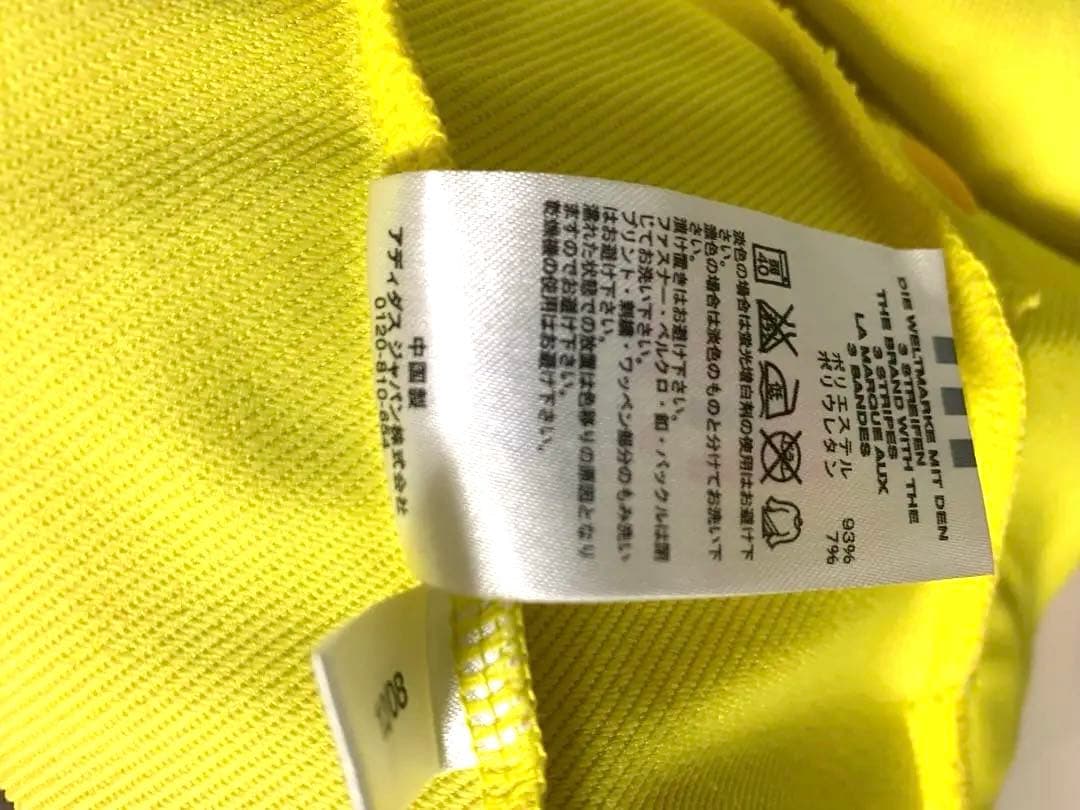 DIE WELTMARKE MIT DEN
3 STREIFEN
THE BRAND WITH THE
3 STRIPES
LA MARQUE AUX
3 BANDES
ポリエステル 93%
ポリウレタン 7%
40
低
淡色の場合は蛍光増白剤の使用はお避け下
さい。
濃色の場合は淡色のものと分けてお洗い下
さい。
漬け置きはお避け下さい。
ファスナー・ベルクロ・釦・バックルは閉
じてお洗い下さい。
プリント・刺繍・ワッペン部分のもみ洗い
はお避け下さい。
濡れた状態での放置は色移りの原因となり
ますのでお避け下さい。
乾燥機の使用はお避け下さい。
中国製
アディダス ジャパン株式会社
0120-810-654